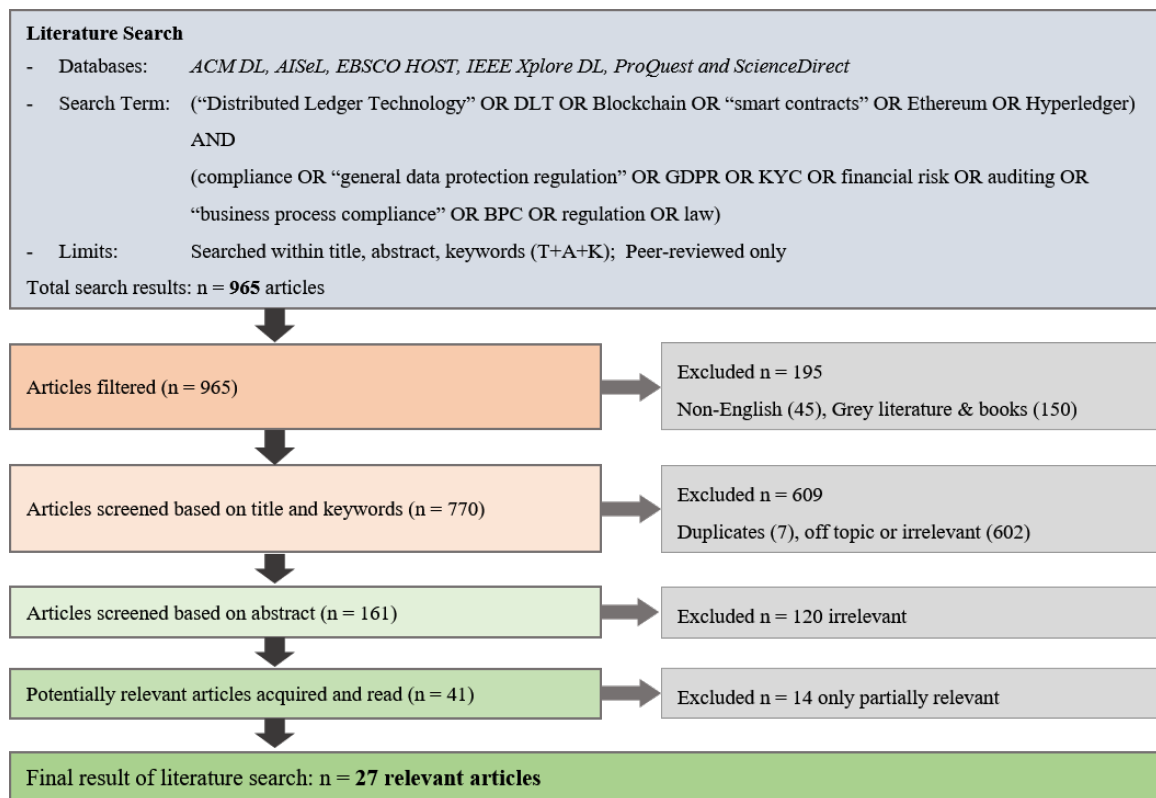 Literature Search
- Databases: ACM DL, AISeL, EBSCO HOST, IEEE Xplore DL, ProQuest and ScienceDirect
- Search Term: (“Distributed Ledger Technology” OR DLT OR Blockchain OR “smart contracts” OR Ethereum OR Hyperledger)
AND
(compliance OR “general data protection regulation” OR GDPR OR KYC OR financial risk OR auditing OR
“business process compliance” OR BPC OR regulation OR law)
- Limits: Searched within title, abstract, keywords (T+A+K); Peer-reviewed only
Total search results: n = 965 articles
Articles filtered (n = 965)
Excluded n = 195
Non-English (45), Grey literature & books (150)
Articles screened based on title and keywords (n = 770)
Excluded n = 609
Duplicates (7), off topic or irrelevant (602)
Articles screened based on abstract (n = 161)
Excluded n = 120 irrelevant
Potentially relevant articles acquired and read (n = 41)
Excluded n = 14 only partially relevant
Final result of literature search: n = 27 relevant articles